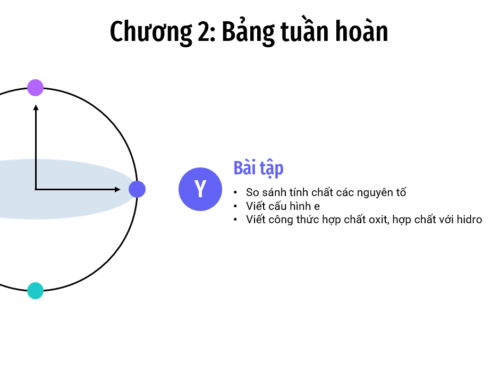 Chương 2: Bảng tuần hoàn
Y
Bài tập
• So sánh tính chất các nguyên tố
• Viết cấu hình e
• Viết công thức hợp chất oxit, hợp chất với hidro